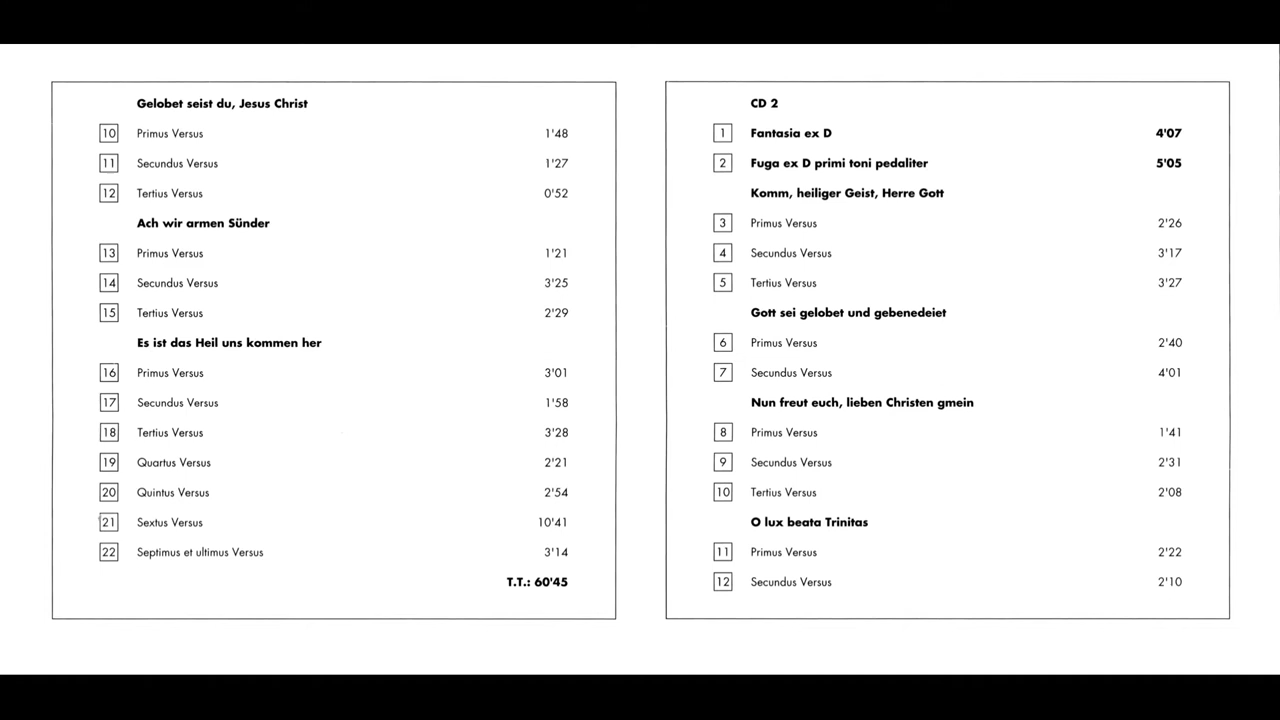 Gelobet seist du, Jesus Christ
10 Primus Versus 1'48
11 Secundus Versus 1'27
12 Tertius Versus 0'52
Ach wir armen Sünder
13 Primus Versus 1'21
14 Secundus Versus 3'25
15 Tertius Versus 2'29
Es ist das Heil uns kommen her
16 Primus Versus 3'01
17 Secundus Versus 1'58
18 Tertius Versus 3'28
19 Quartus Versus 2'21
20 Quintus Versus 2'54
21 Sextus Versus 10'41
22 Septimus et ultimus Versus 3'14
T.T.: 60'45
CD 2
1 Fantasia ex D 4'07
2 Fuga ex D primi toni pedaliter 5'05
Komm, heiliger Geist, Herre Gott
3 Primus Versus 2'26
4 Secundus Versus 3'17
5 Tertius Versus 3'27
Gott sei gelobet und gebenedeiet
6 Primus Versus 2'40
7 Secundus Versus 4'01
Nun freut euch, lieben Christen gmein
8 Primus Versus 1'41
9 Secundus Versus 2'31
10 Tertius Versus 2'08
O lux beata Trinitas
11 Primus Versus 2'22
12 Secundus Versus 2'10